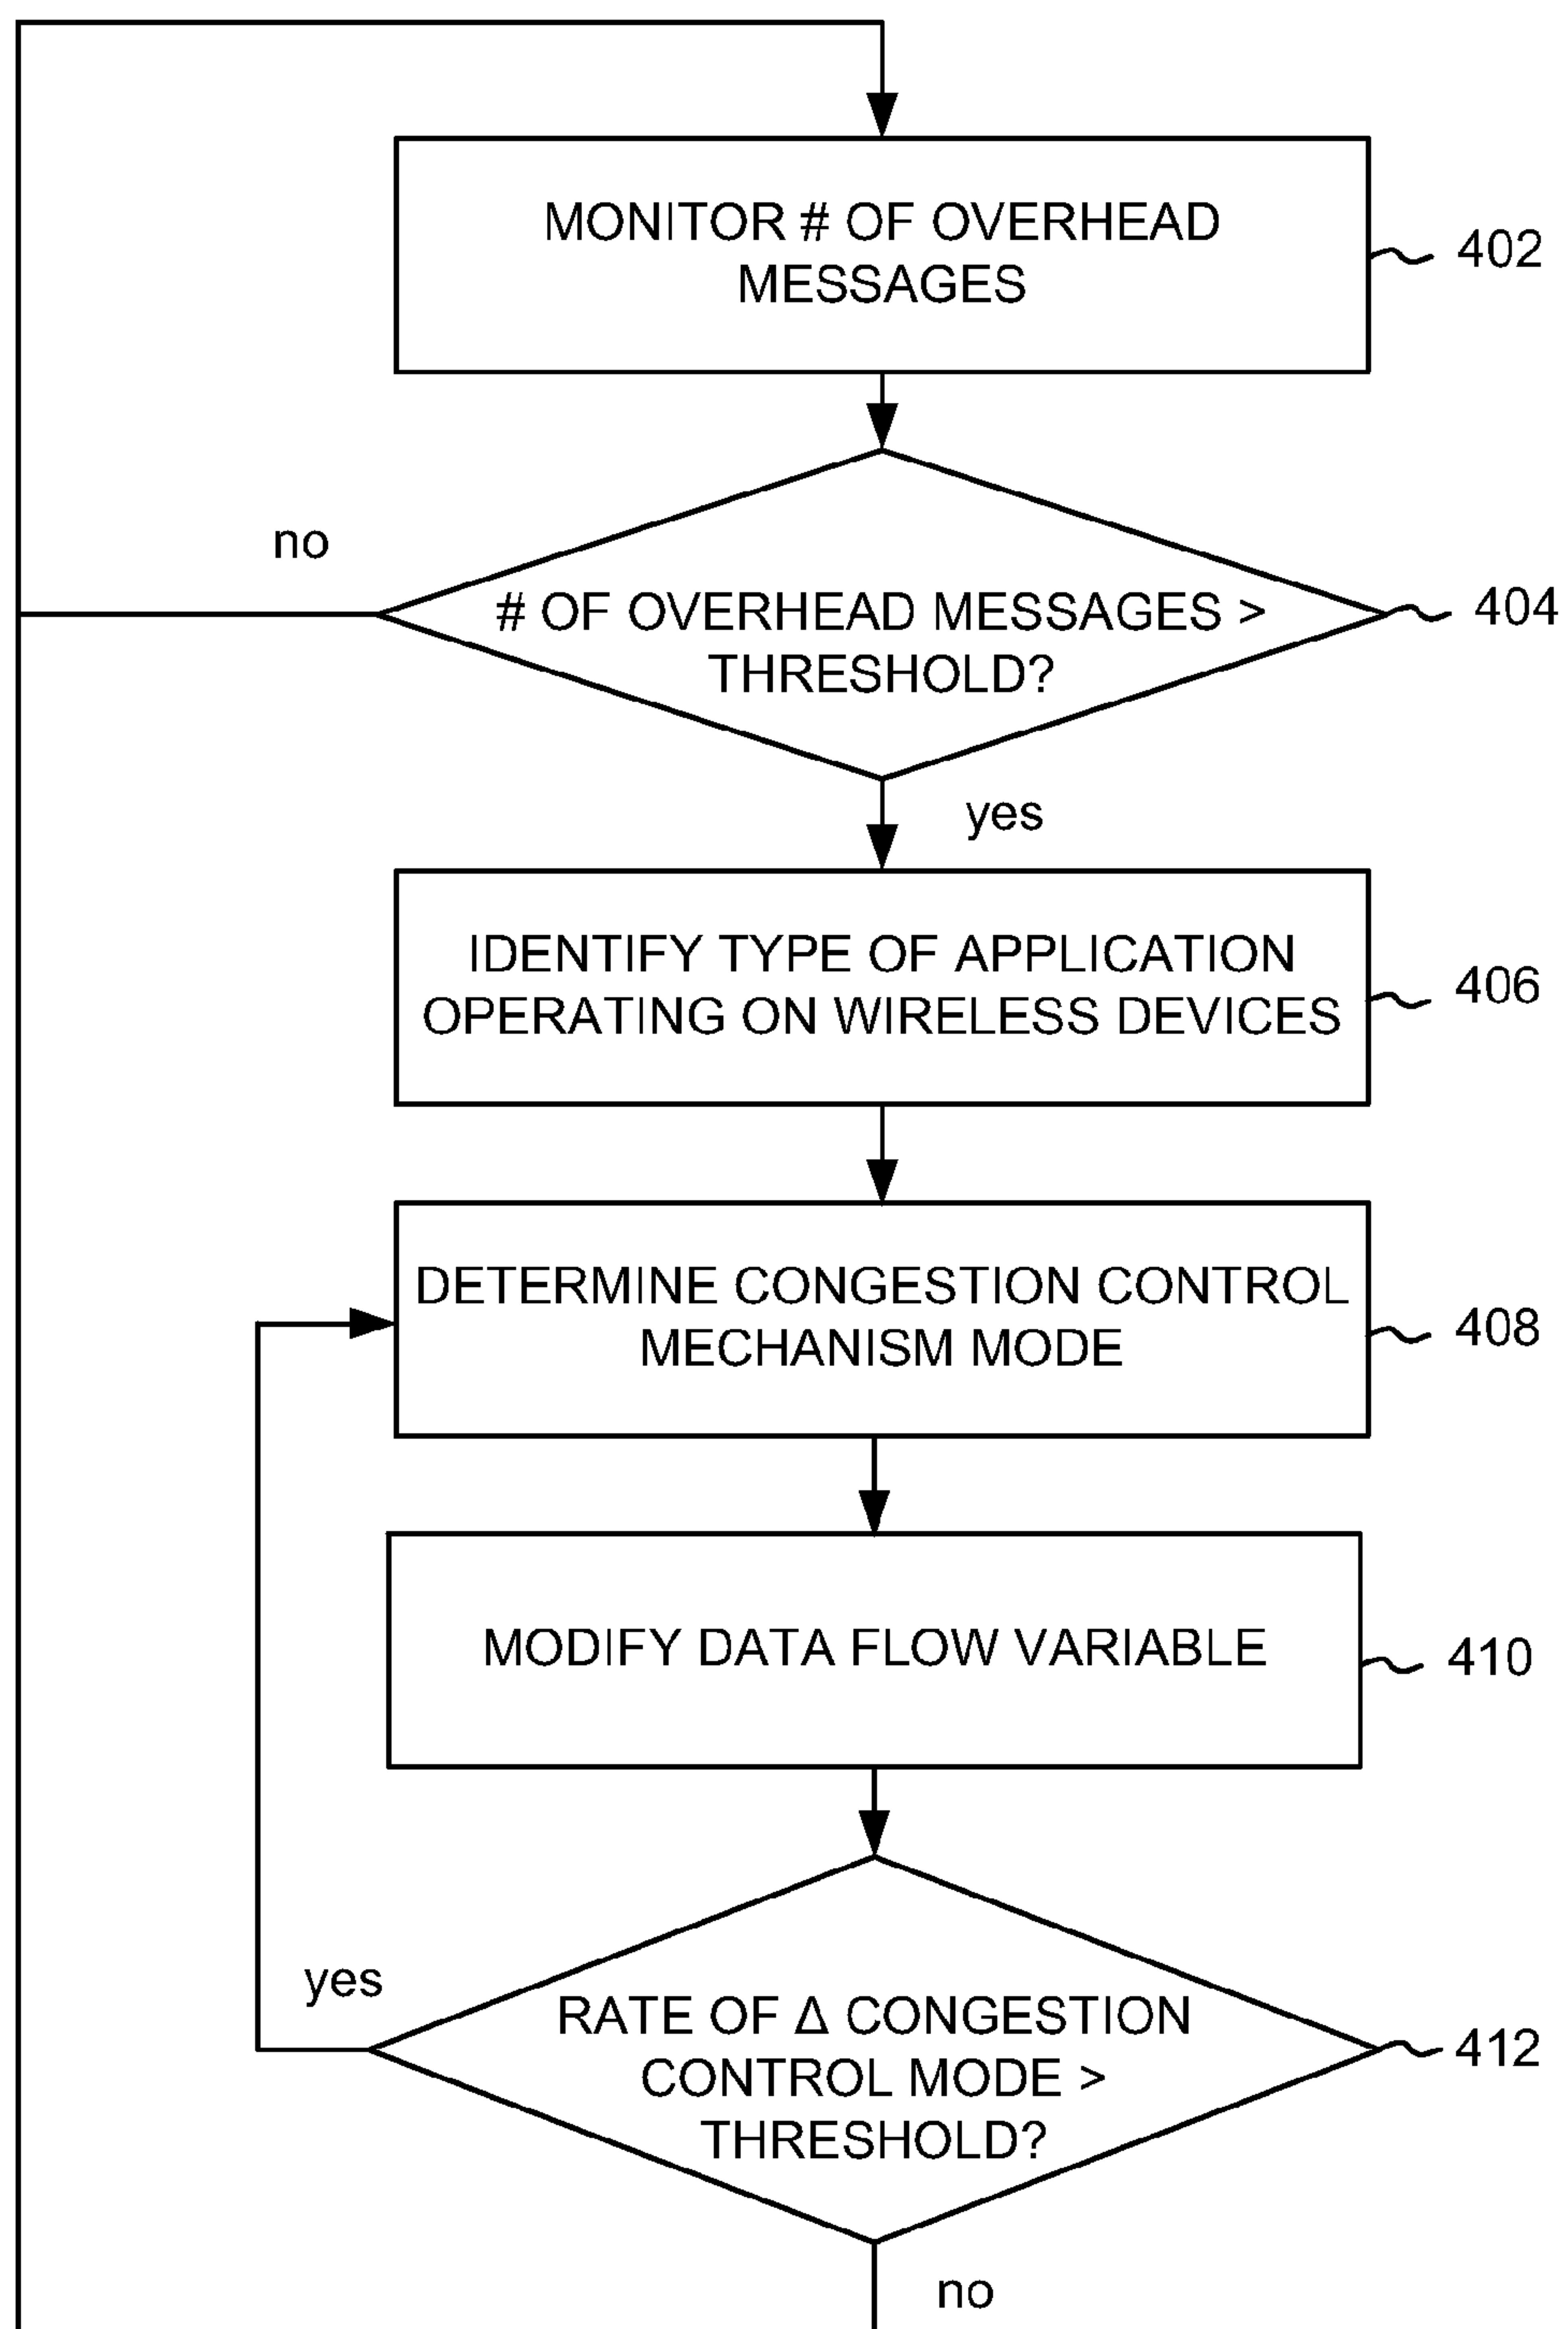 MONITOR # OF OVERHEAD
MESSAGES
402
no
# OF OVERHEAD MESSAGES >
THRESHOLD?
404
yes
IDENTIFY TYPE OF APPLICATION
OPERATING ON WIRELESS DEVICES
406
DETERMINE CONGESTION CONTROL
MECHANISM MODE
408
MODIFY DATA FLOW VARIABLE
410
yes
RATE OF Δ CONGESTION
CONTROL MODE >
THRESHOLD?
412
no